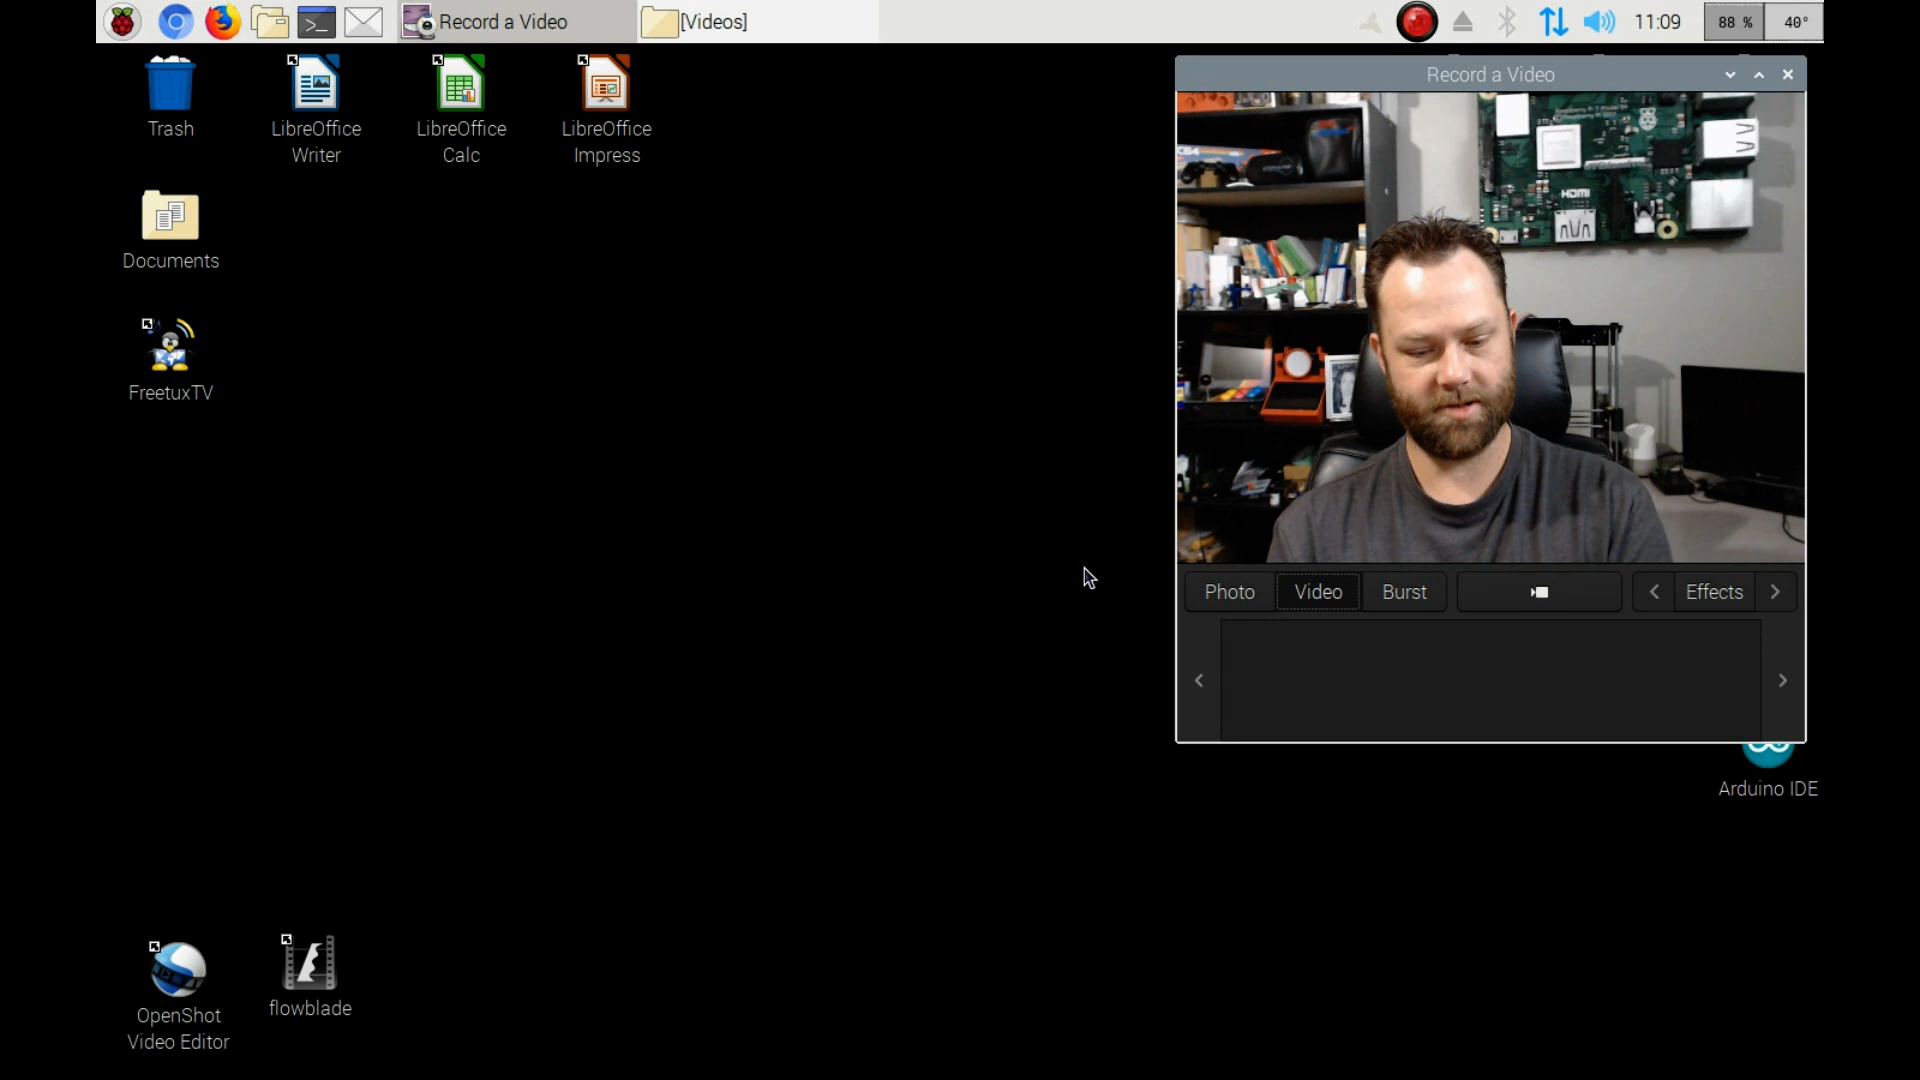 Record a Video
[Videos]
11:09
88 %
40°
Trash
LibreOffice
Writer
LibreOffice
Calc
LibreOffice
Impress
Documents
FreetuxTV
OpenShot
Video Editor
flowblade
Record a Video
HDMI
Photo
Video
Burst
Effects
Arduino IDE